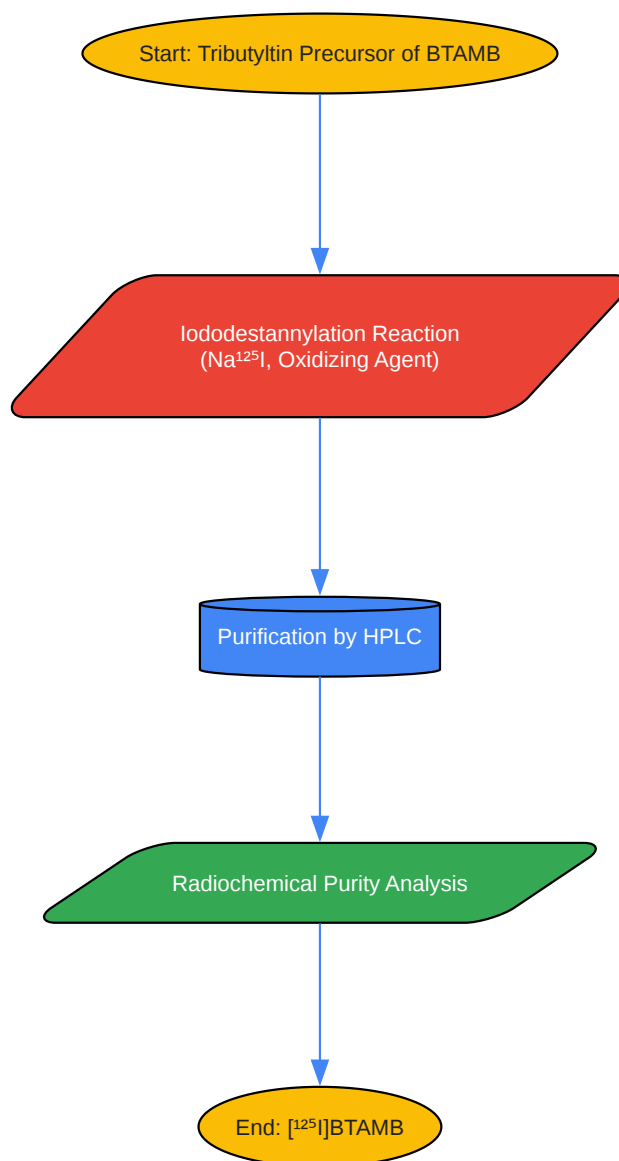 Start: Tributyltin Precursor of BTAMB
Iododestannylation Reaction
(Na¹²⁵I, Oxidizing Agent)
Purification by HPLC
Radiochemical Purity Analysis
End: [¹²⁵I]BTAMB